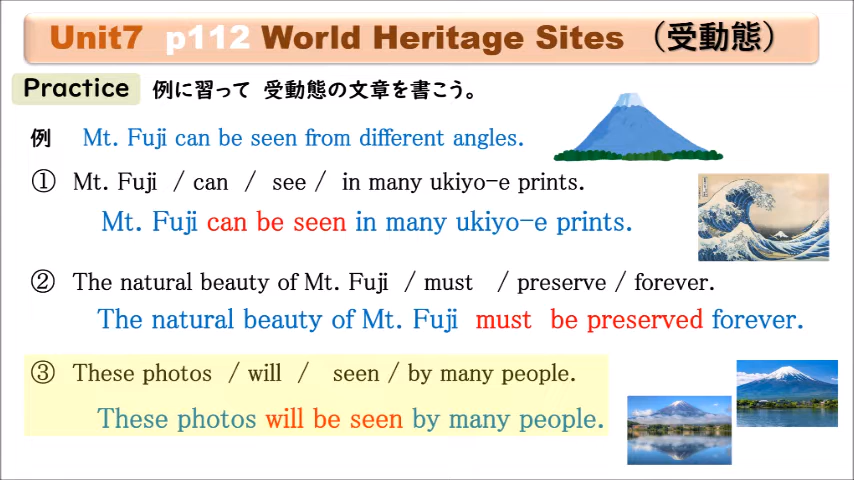 Unit7 p112 World Heritage Sites (受動態)
Practice 例に習って 受動態の文章を書こう。
例 Mt. Fuji can be seen from different angles.
① Mt. Fuji / can / see / in many ukiyo-e prints.
Mt. Fuji can be seen in many ukiyo-e prints.
② The natural beauty of Mt. Fuji / must / preserve / forever.
The natural beauty of Mt. Fuji must be preserved forever.
③ These photos / will / seen / by many people.
These photos will be seen by many people.